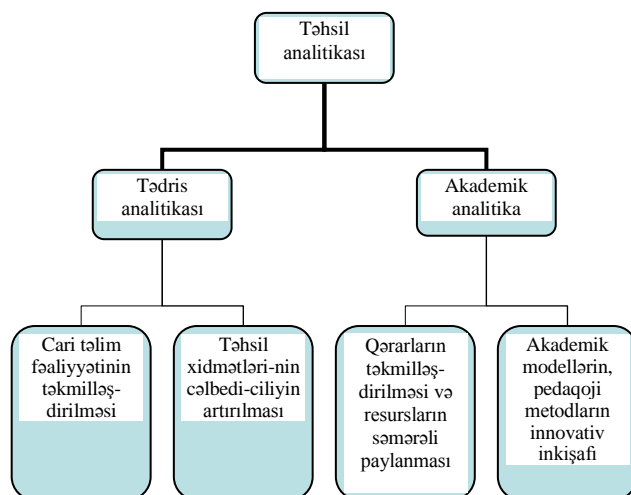 Təhsil
analitikası
Tədris
analitikası
Akademik
analitika
Cari təlim
fəaliyyətinin
təkmilləş-
dirilməsi
Təhsil
xidmətləri-nin
cəlbedi-ciliyin
artırılması
Qərarların
təkmilləş-
dirilməsi və
resursların
səmərəli
paylanması
Akademik
modellərin,
pedaqoji
metodların
innovativ
inkişafı